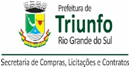 Prefeitura de
Triunfo
Rio Grande do Sul
Secretaria de Compras, Licitações e Contratos